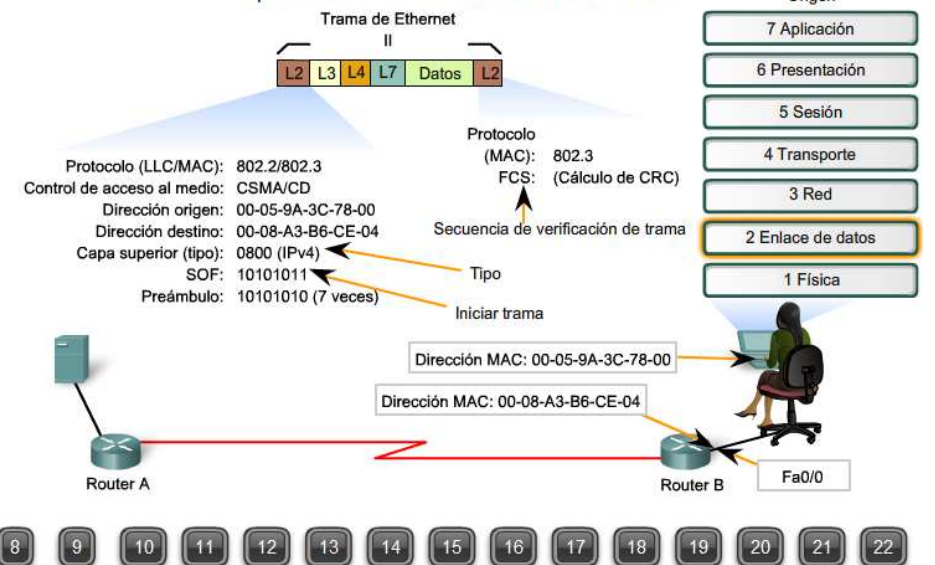 Trama de Ethernet
II
L2 L3 L4 L7 Datos L2
Protocolo (LLC/MAC): 802.2/802.3
Control de acceso al medio: CSMA/CD
Dirección origen: 00-05-9A-3C-78-00
Dirección destino: 00-08-A3-B6-CE-04
Capa superior (tipo): 0800 (IPv4)
SOF: 10101011
Preámbulo: 10101010 (7 veces)
Protocolo
(MAC): 802.3
FCS: (Cálculo de CRC)
Secuencia de verificación de trama
Tipo
Iniciar trama
Origen
7 Aplicación
6 Presentación
5 Sesión
4 Transporte
3 Red
2 Enlace de datos
1 Física
Dirección MAC: 00-05-9A-3C-78-00
Dirección MAC: 00-08-A3-B6-CE-04
Router A
Router B
Fa0/0
8 9 10 11 12 13 14 15 16 17 18 19 20 21 22